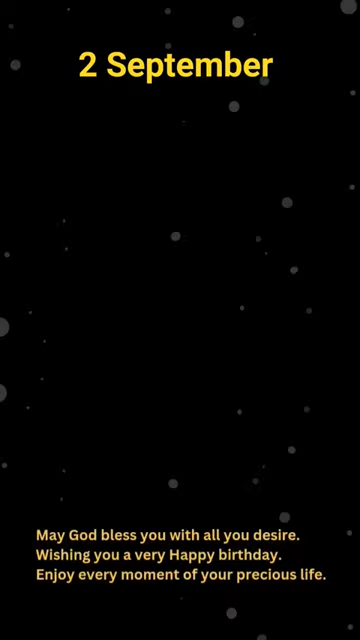 2 September
May God bless you with all you desire.
Wishing you a very Happy birthday.
Enjoy every moment of your precious life.